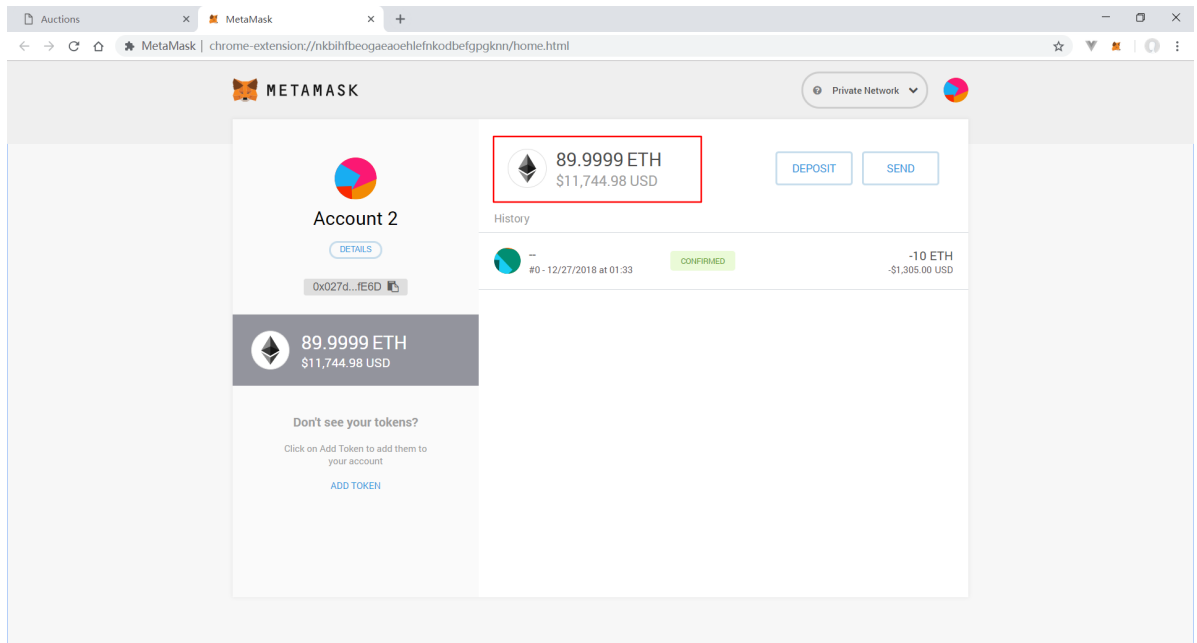 Auctions
MetaMask
MetaMask | chrome-extension://nkbihfbeogaeaoehlefnkodbefgpgknn/home.html
METAMASK
Private Network
Account 2
DETAILS
0x027d...fE6D
89.9999 ETH
$11,744.98 USD
Don't see your tokens?
Click on Add Token to add them to
your account
ADD TOKEN
89.9999 ETH
$11,744.98 USD
DEPOSIT
SEND
History
--
#0 - 12/27/2018 at 01:33
CONFIRMED
-10 ETH
-$1,305.00 USD